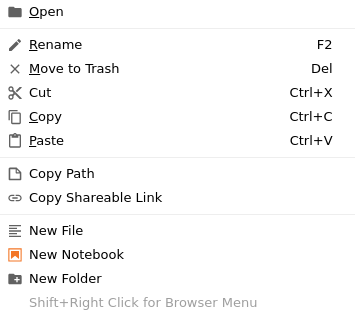 Open
Rename F2
Move to Trash Del
Cut Ctrl+X
Copy Ctrl+C
Paste Ctrl+V
Copy Path
Copy Shareable Link
New File
New Notebook
New Folder
Shift+Right Click for Browser Menu